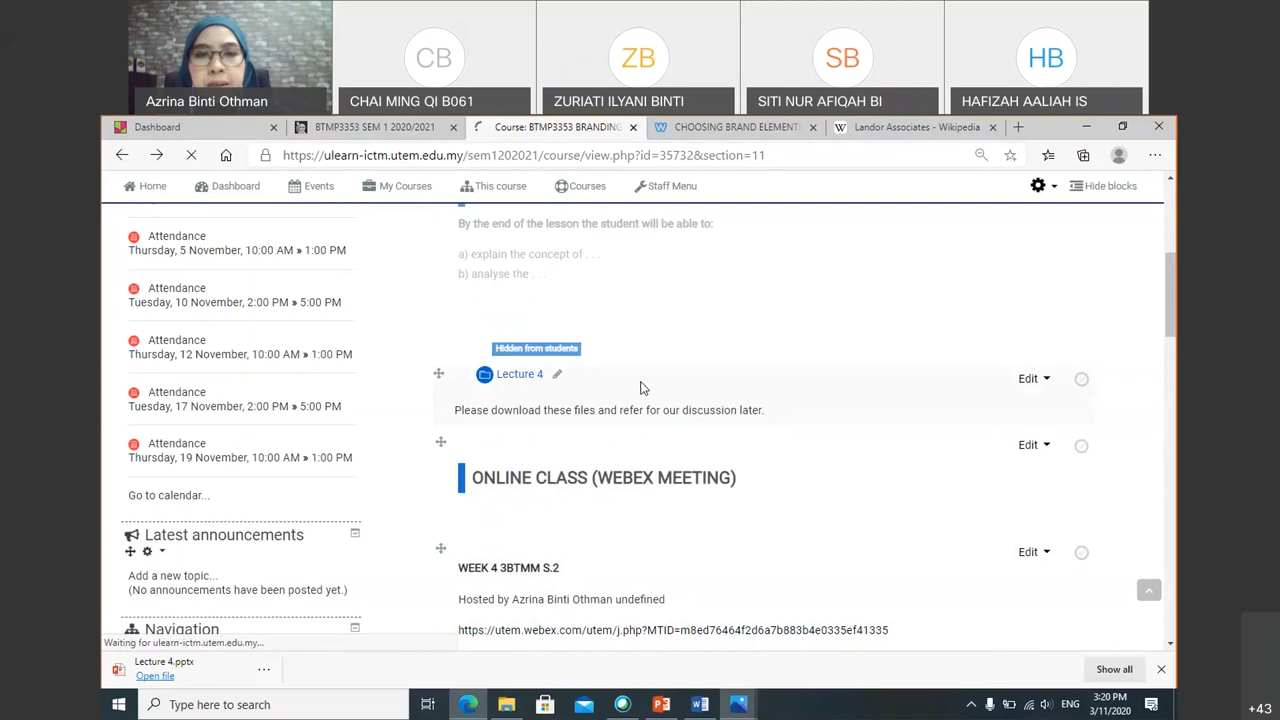 CB
ZB
SB
HB
Azrina Binti Othman
CHAI MING QI B061
ZURIATI ILYANI BINTI
SITI NUR AFIQAH BI
HAFIZAH AALIAH IS
Dashboard
BTMP3353 SEM 1 2020/2021
Course: BTMP3353 BRANDING
CHOOSING BRAND ELEMENT
Landor Associates - Wikipedia
https://ulearn-ictm.utem.edu.my/sem1202021/course/view.php?id=35732&section=11
Home
Dashboard
Events
My Courses
This course
Courses
Staff Menu
Hide blocks
Attendance
Thursday, 5 November, 10:00 AM » 1:00 PM
Attendance
Tuesday, 10 November, 2:00 PM » 5:00 PM
Attendance
Thursday, 12 November, 10:00 AM » 1:00 PM
Attendance
Tuesday, 17 November, 2:00 PM » 5:00 PM
Attendance
Thursday, 19 November, 10:00 AM » 1:00 PM
Go to calendar...
Latest announcements
Add a new topic...
(No announcements have been posted yet.)
Navigation
By the end of the lesson the student will be able to:
a) explain the concept of . . .
b) analyse the . . .
Hidden from students
Lecture 4
Edit
Please download these files and refer for our discussion later.
Edit
ONLINE CLASS (WEBEX MEETING)
Edit
WEEK 4 3BTMM S.2
Hosted by Azrina Binti Othman undefined
https://utem.webex.com/utem/j.php?MTID=m8ed76464f2d6a7b883b4e0335ef41335
Waiting for ulearn-ictm.utem.edu.my...
Lecture 4.pptx
Open file
Show all
Type here to search
ENG
3:20 PM
3/11/2020
+43